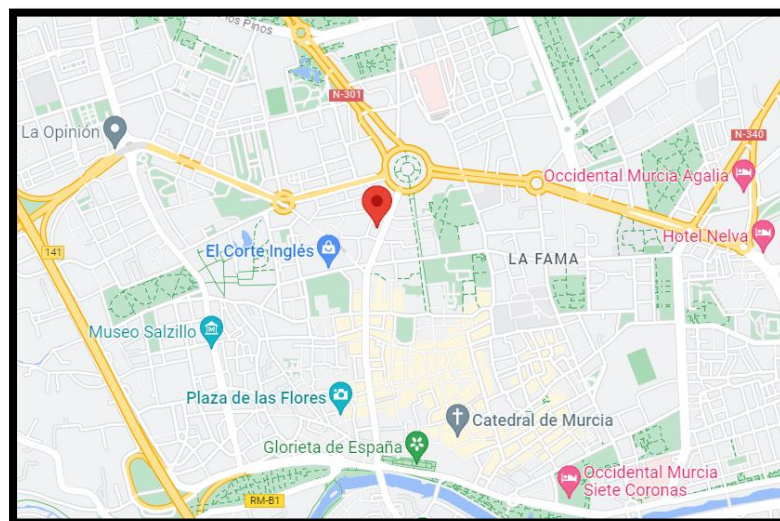 los Pinos
N-301
La Opinión
N-340
Occidental Murcia Agalia
Hotel Nelva
141
El Corte Inglés
LA FAMA
Museo Salzillo
Plaza de las Flores
Catedral de Murcia
Glorieta de España
Occidental Murcia
Siete Coronas
RM-B1